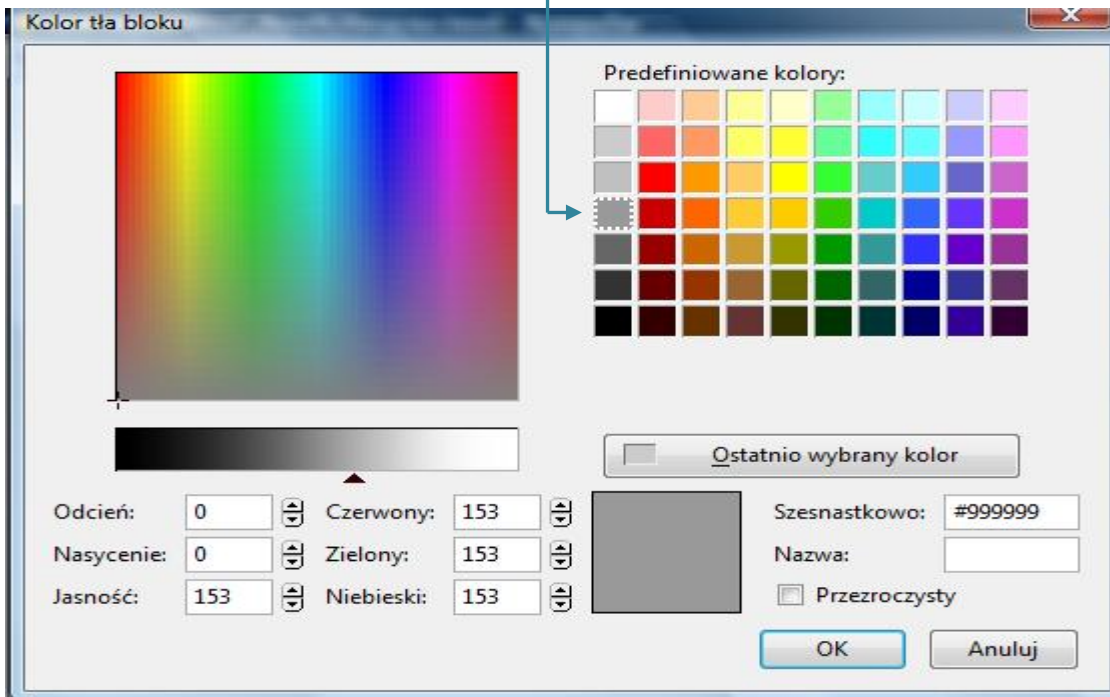 Kolor tła bloku
Predefiniowane kolory:
Ostatnio wybrany kolor
Odcień: 0 Czerwony: 153 Szesnastkowo: #999999
Nasycenie: 0 Zielony: 153 Nazwa:
Jasność: 153 Niebieski: 153 Przezroczysty
OK Anuluj